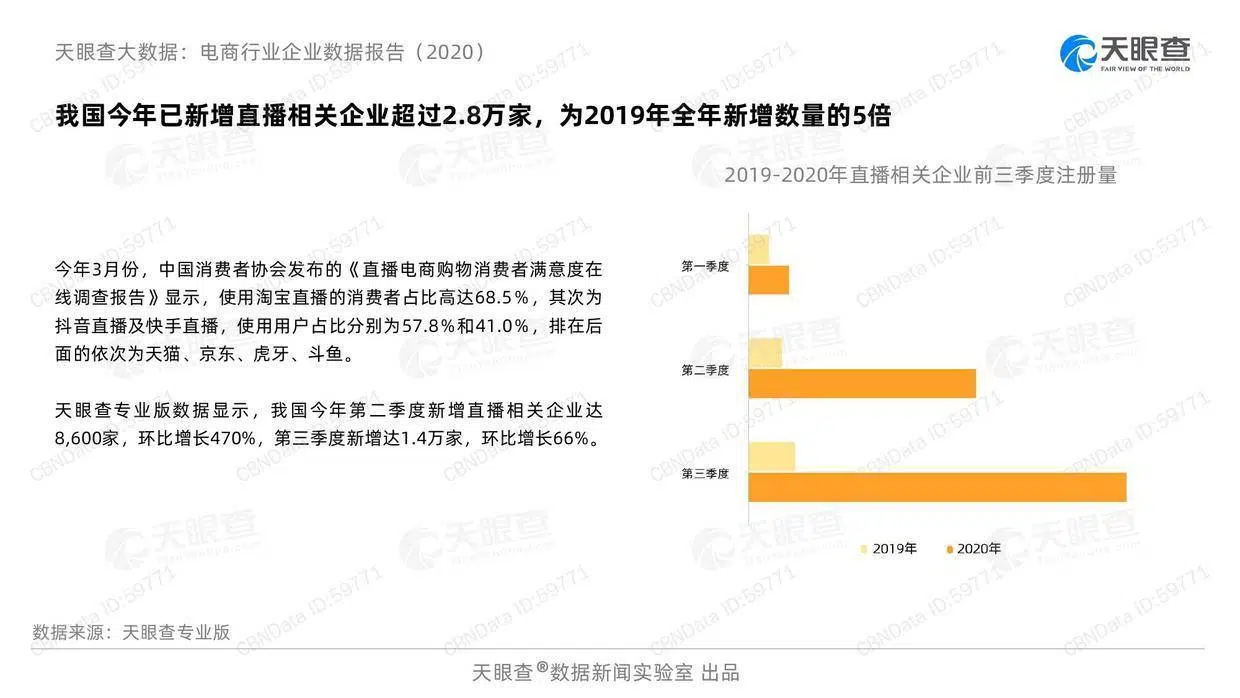 天眼查大数据：电商行业企业数据报告（2020）
天眼查
FAIR VIEW OF THE WORLD
我国今年已新增直播相关企业超过2.8万家，为2019年全年新增数量的5倍
2019-2020年直播相关企业前三季度注册量
今年3月份，中国消费者协会发布的《直播电商购物消费者满意度在
线调查报告》显示，使用淘宝直播的消费者占比高达68.5%，其次为
抖音直播及快手直播，使用用户占比分别为57.8%和41.0%，排在后
面的依次为天猫、京东、虎牙、斗鱼。
天眼查专业版数据显示，我国今年第二季度新增直播相关企业达
8,600家，环比增长470%，第三季度新增达1.4万家，环比增长66%。
第一季度
第二季度
第三季度
2019年
2020年
数据来源：天眼查专业版
天眼查®数据新闻实验室 出品
CBNData ID:59771
天眼查
TianYanCha.com